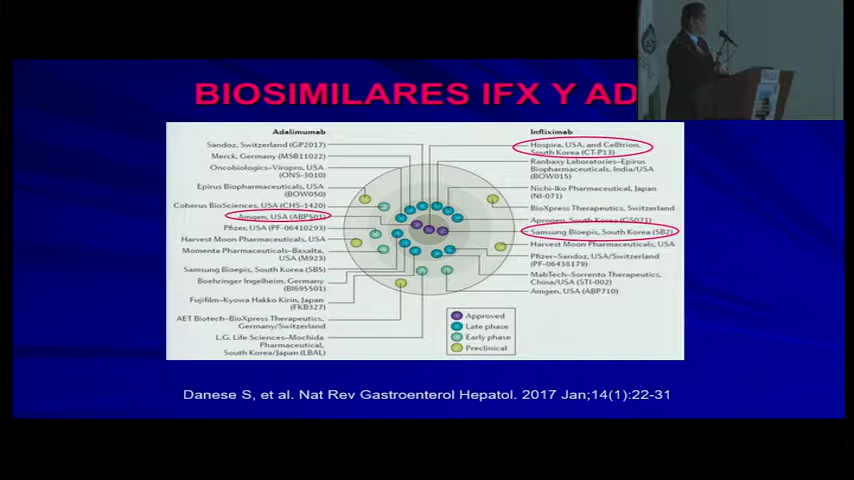 BIOSIMILARES IFX Y AD
Adalimumab
Sandoz, Switzerland (GP2017)
Merck, Germany (MSB11022)
Oncobiologics–Viropro, USA
(ONS-3010)
Epirus Biopharmaceuticals, USA
(BOW050)
Coherus BioSciences, USA (CHS-1420)
Amgen, USA (ABP501)
Pfizer, USA (PF-06410293)
Harvest Moon Pharmaceuticals, USA
Momenta Pharmaceuticals–Baxalta,
USA (M923)
Samsung Bioepis, South Korea (SB5)
Boehringer Ingelheim, Germany
(BI695501)
Fujifilm–Kyowa Hakko Kirin, Japan
(FKB327)
AET Biotech–BioXpress Therapeutics,
Germany/Switzerland
L.G. Life Sciences–Mochida
Pharmaceutical,
South Korea/Japan (LBAL)
Infliximab
Hospira, USA, and Celltrion,
South Korea (CT-P13)
Ranbaxy Laboratories–Epirus
Biopharmaceuticals, India/USA
(BOW015)
Nichi-Iko Pharmaceutical, Japan
(NI-071)
BioXpress Therapeutics, Switzerland
Aprogen, South Korea (GS071)
Samsung Bioepis, South Korea (SB2)
Harvest Moon Pharmaceuticals, USA
Pfizer–Sandoz, USA/Switzerland
(PF-06438179)
MabTech–Sorrento Therapeutics,
China/USA (STI-002)
Amgen, USA (ABP710)
Approved
Late phase
Early phase
Preclinical
Danese S, et al. Nat Rev Gastroenterol Hepatol. 2017 Jan;14(1):22-31